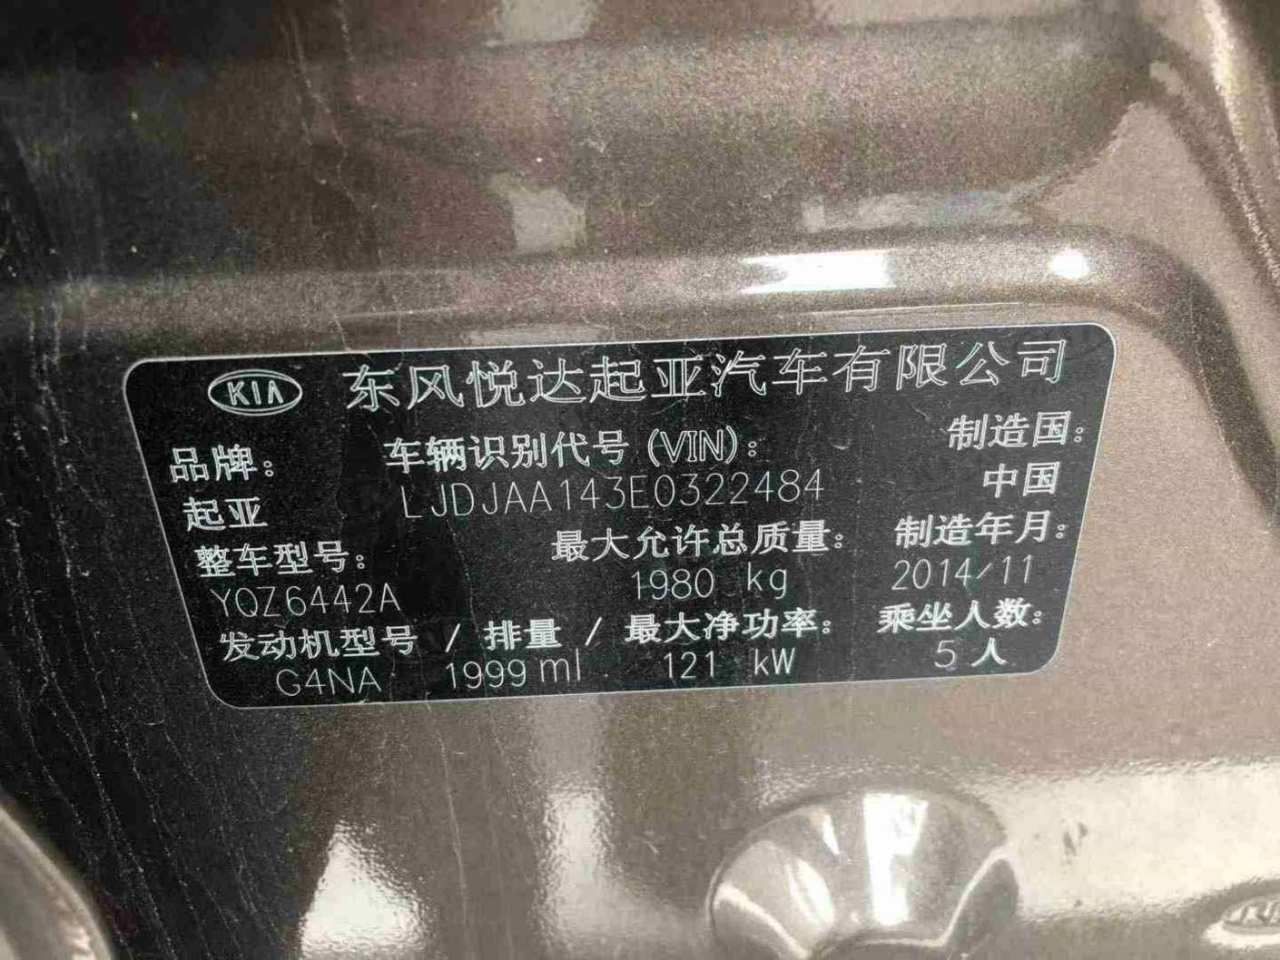 KIA 东风悦达起亚汽车有限公司
品牌： 车辆识别代号 (VIN)： 制造国：
起亚 LJDJAA143E0322484 中国
整车型号： 最大允许总质量： 制造年月：
YQZ6442A 1980 kg 2014/11
发动机型号 / 排量 / 最大净功率： 乘坐人数：
G4NA 1999 ml 121 kW 5 人